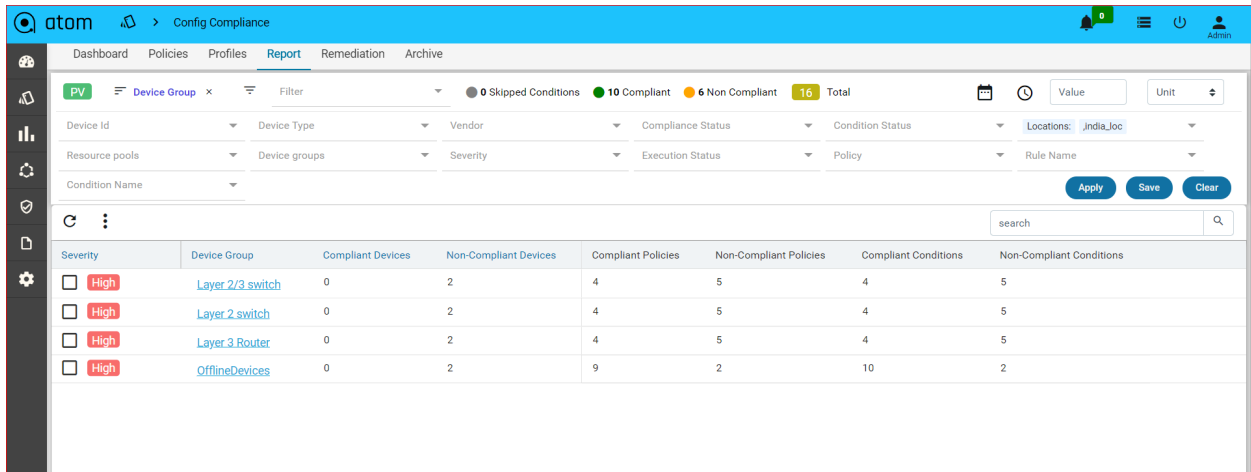 atom > Config Compliance 0
Admin
Dashboard Policies Profiles Report Remediation Archive
PV Device Group × Filter 0 Skipped Conditions 10 Compliant 6 Non Compliant 16 Total Value Unit
Device Id Device Type Vendor Compliance Status Condition Status Locations: ,india_loc
Resource pools Device groups Severity Execution Status Policy Rule Name
Condition Name Apply Save Clear
search
Severity Device Group Compliant Devices Non-Compliant Devices Compliant Policies Non-Compliant Policies Compliant Conditions Non-Compliant Conditions
High Layer 2/3 switch 0 2 4 5 4 5
High Layer 2 switch 0 2 4 5 4 5
High Layer 3 Router 0 2 4 5 4 5
High OfflineDevices 0 2 9 2 10 2